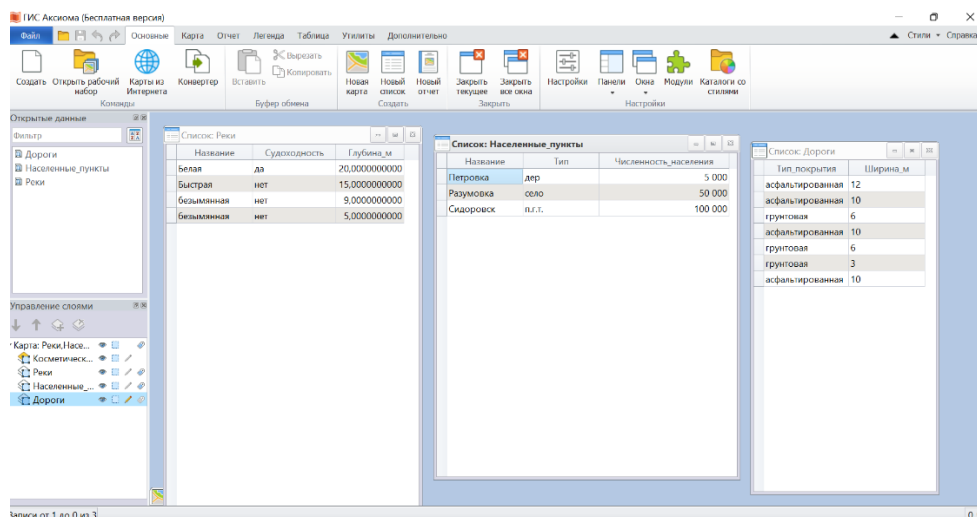 ГИС Аксиома (Бесплатная версия)
Файл Основные Карта Отчет Легенда Таблица Утилиты Дополнительно Стили Справка
Создать
Открыть рабочий набор
Карты из Интернета
Конвертер
Вставить
Вырезать
Копировать
Новая карта
Новый список
Новый отчет
Закрыть текущее
Закрыть все окна
Настройки
Панели
Окна
Модули
Каталоги со стилями
Команды Буфер обмена Создать Закрыть Настройки
Открытые данные
Фильтр
Дороги
Населенные_пункты
Реки
Управление слоями
Карта: Реки,Насе...
Косметическ...
Реки
Населенные_...
Дороги
Список: Реки
Название Судоходность Глубина_м
Белая да 20,0000000000
Быстрая нет 15,0000000000
безымянная нет 9,0000000000
безымянная нет 5,0000000000
Список: Населенные_пункты
Название Тип Численность_населения
Петровка дер 5 000
Разумовка село 50 000
Сидоровск п.г.т. 100 000
Список: Дороги
Тип_покрытия Ширина_м
асфальтированная 12
асфальтированная 10
грунтовая 6
асфальтированная 10
грунтовая 6
грунтовая 3
асфальтированная 10
Записи от 1 до 0 из 3
0